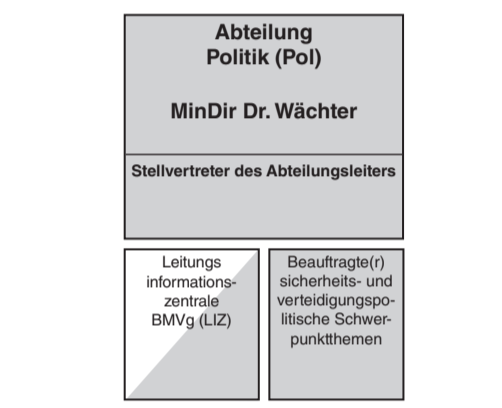 Abteilung
Politik (Pol)
MinDir Dr. Wächter
Stellvertreter des Abteilungsleiters
Leitungs
informations-
zentrale
BMVg (LIZ)
Beauftragte(r)
sicherheits- und
verteidigungspo-
litische Schwer-
punktthemen